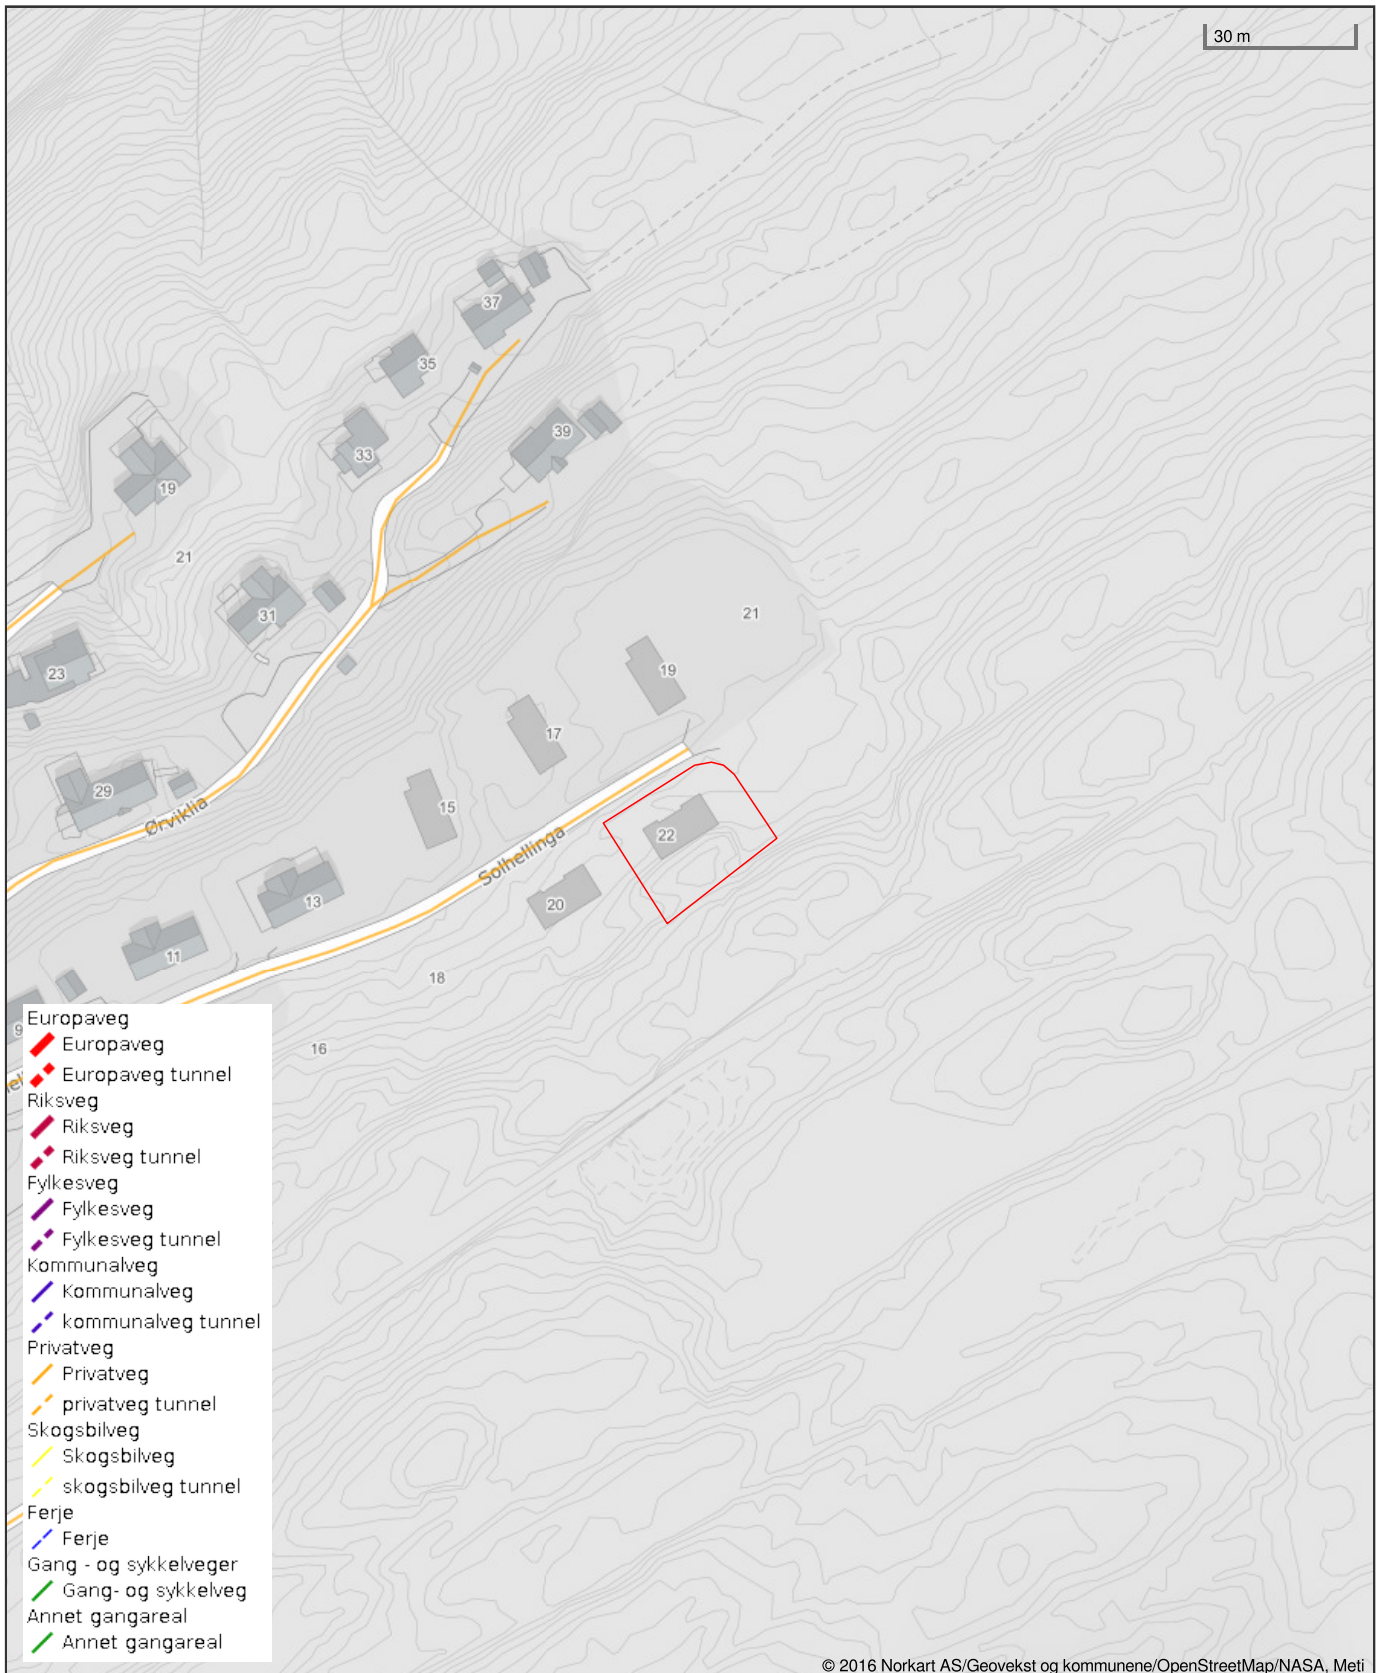 30 m
37
35
39
33
19
21
31
21
23
19
17
29
15
Ørviklia
22
Solhellinga
13
20
11
18
9
16
Europaveg
Europaveg
Europaveg tunnel
Riksveg
Riksveg
Riksveg tunnel
Fylkesveg
Fylkesveg
Fylkesveg tunnel
Kommunalveg
Kommunalveg
kommunalveg tunnel
Privatveg
Privatveg
privatveg tunnel
Skogsbilveg
Skogsbilveg
skogsbilveg tunnel
Ferje
Ferje
Gang - og sykkelveger
Gang- og sykkelveg
Annet gangareal
Annet gangareal
© 2016 Norkart AS/Geovekst og kommunene/OpenStreetMap/NASA, Meti